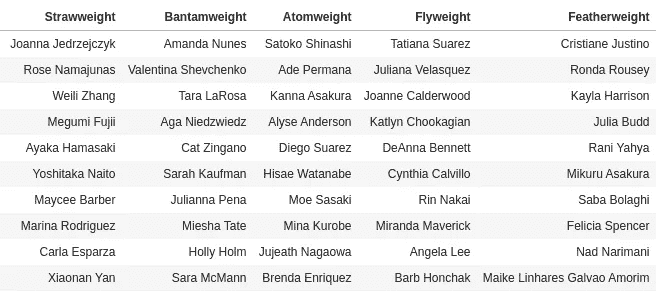 Strawweight Bantamweight Atomweight Flyweight Featherweight
Joanna Jedrzejczyk Amanda Nunes Satoko Shinashi Tatiana Suarez Cristiane Justino
Rose Namajunas Valentina Shevchenko Ade Permana Juliana Velasquez Ronda Rousey
Weili Zhang Tara LaRosa Kanna Asakura Joanne Calderwood Kayla Harrison
Megumi Fujii Aga Niedzwiedz Alyse Anderson Katlyn Chookagian Julia Budd
Ayaka Hamasaki Cat Zingano Diego Suarez DeAnna Bennett Rani Yahya
Yoshitaka Naito Sarah Kaufman Hisae Watanabe Cynthia Calvillo Mikuru Asakura
Maycee Barber Julianna Pena Moe Sasaki Rin Nakai Saba Bolaghi
Marina Rodriguez Miesha Tate Mina Kurobe Miranda Maverick Felicia Spencer
Carla Esparza Holly Holm Jujeath Nagaowa Angela Lee Nad Narimani
Xiaonan Yan Sara McMann Brenda Enriquez Barb Honchak Maike Linhares Galvao Amorim